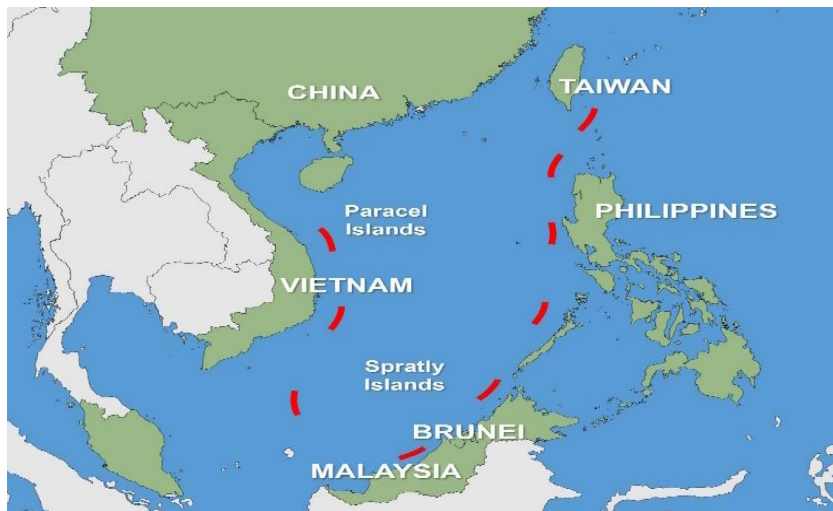 TAIWAN
CHINA
Paracel
Islands
PHILIPPINES
VIETNAM
Spratly
Islands
BRUNEI
MALAYSIA